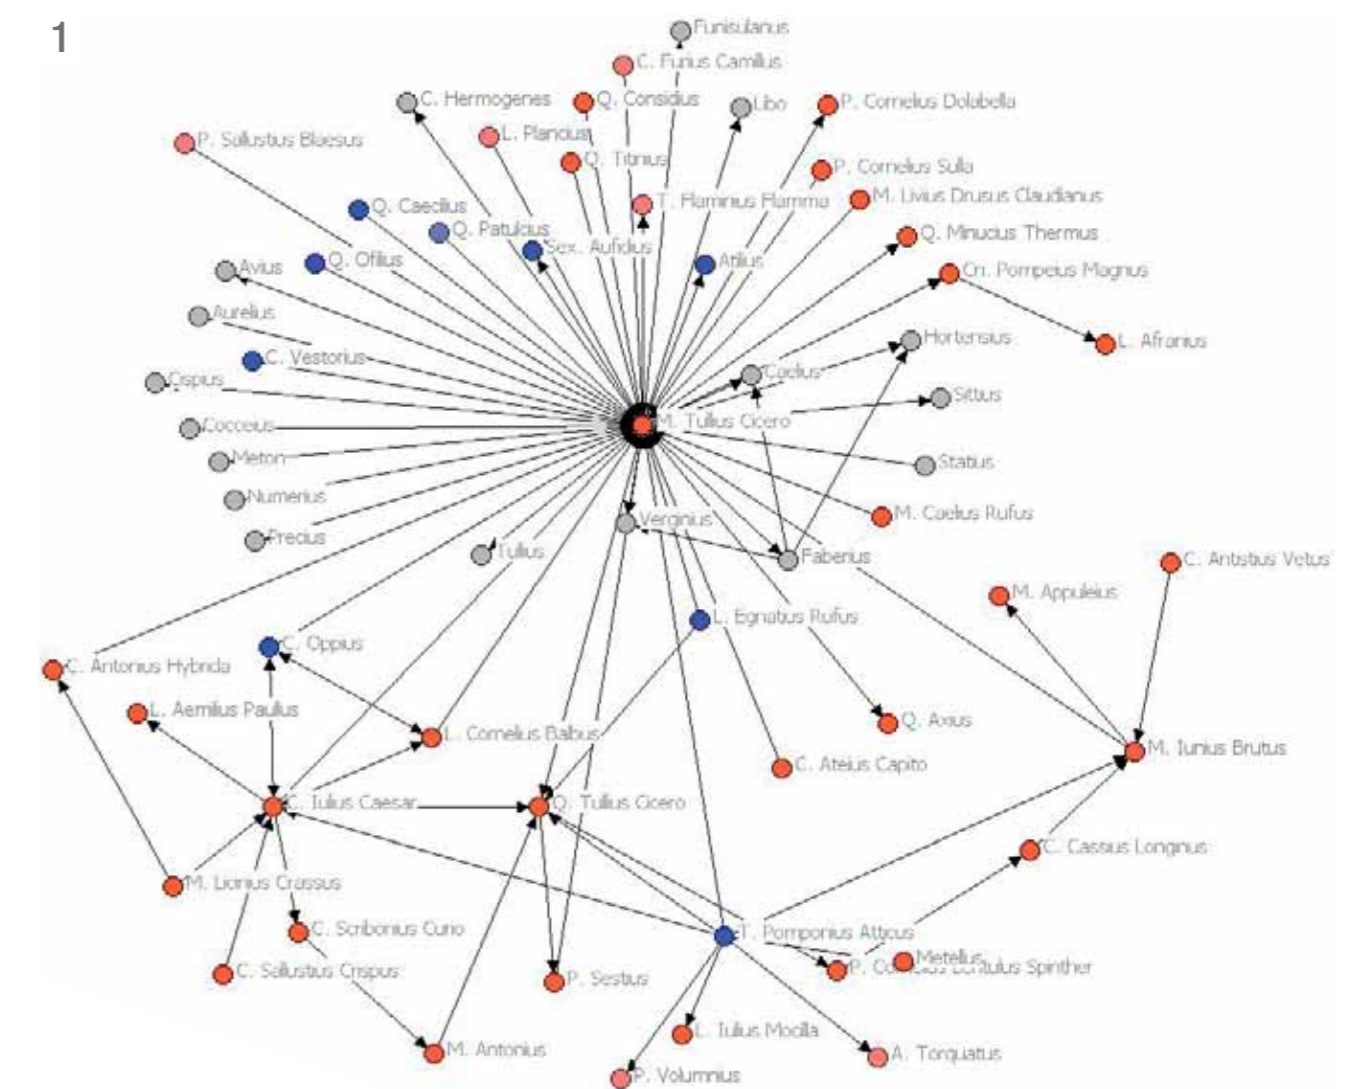 1
Funisulanus
C. Furius Camillus
C. Hermogenes
Q. Considius
Libo
P. Cornelius Dolabella
P. Sallustius Blaesus
L. Plancius
Q. Titinius
P. Cornelius Sulla
M. Livius Drusus Claudianus
Q. Caecilius
T. Flaminius Flamma
Q. Patulcius
Sex. Aufidius
Q. Minucius Thermus
Avius
Q. Ofilius
Atilius
Cn. Pompeius Magnus
Aurelius
Hortensius
L. Afranius
C. Vestorius
Cispius
Caelius
Sittius
Cocceius
M. Tullius Cicero
Meton
Statius
Numerius
Verginius
M. Caelius Rufus
Precius
Tullius
Faberius
C. Antistius Vetus
M. Appuleius
L. Egnatius Rufus
C. Oppius
C. Antonius Hybrida
L. Aemilius Paullus
Q. Axius
L. Cornelius Balbus
M. Iunius Brutus
C. Ateius Capito
C. Iulius Caesar
Q. Tullius Cicero
C. Cassius Longinus
M. Licinius Crassus
C. Scribonius Curio
T. Pomponius Atticus
Metellus
C. Sallustius Crispus
P. Sestius
P. Cornelius Lentulus Spinther
L. Iulius Mocilla
M. Antonius
A. Torquatus
P. Volumnius